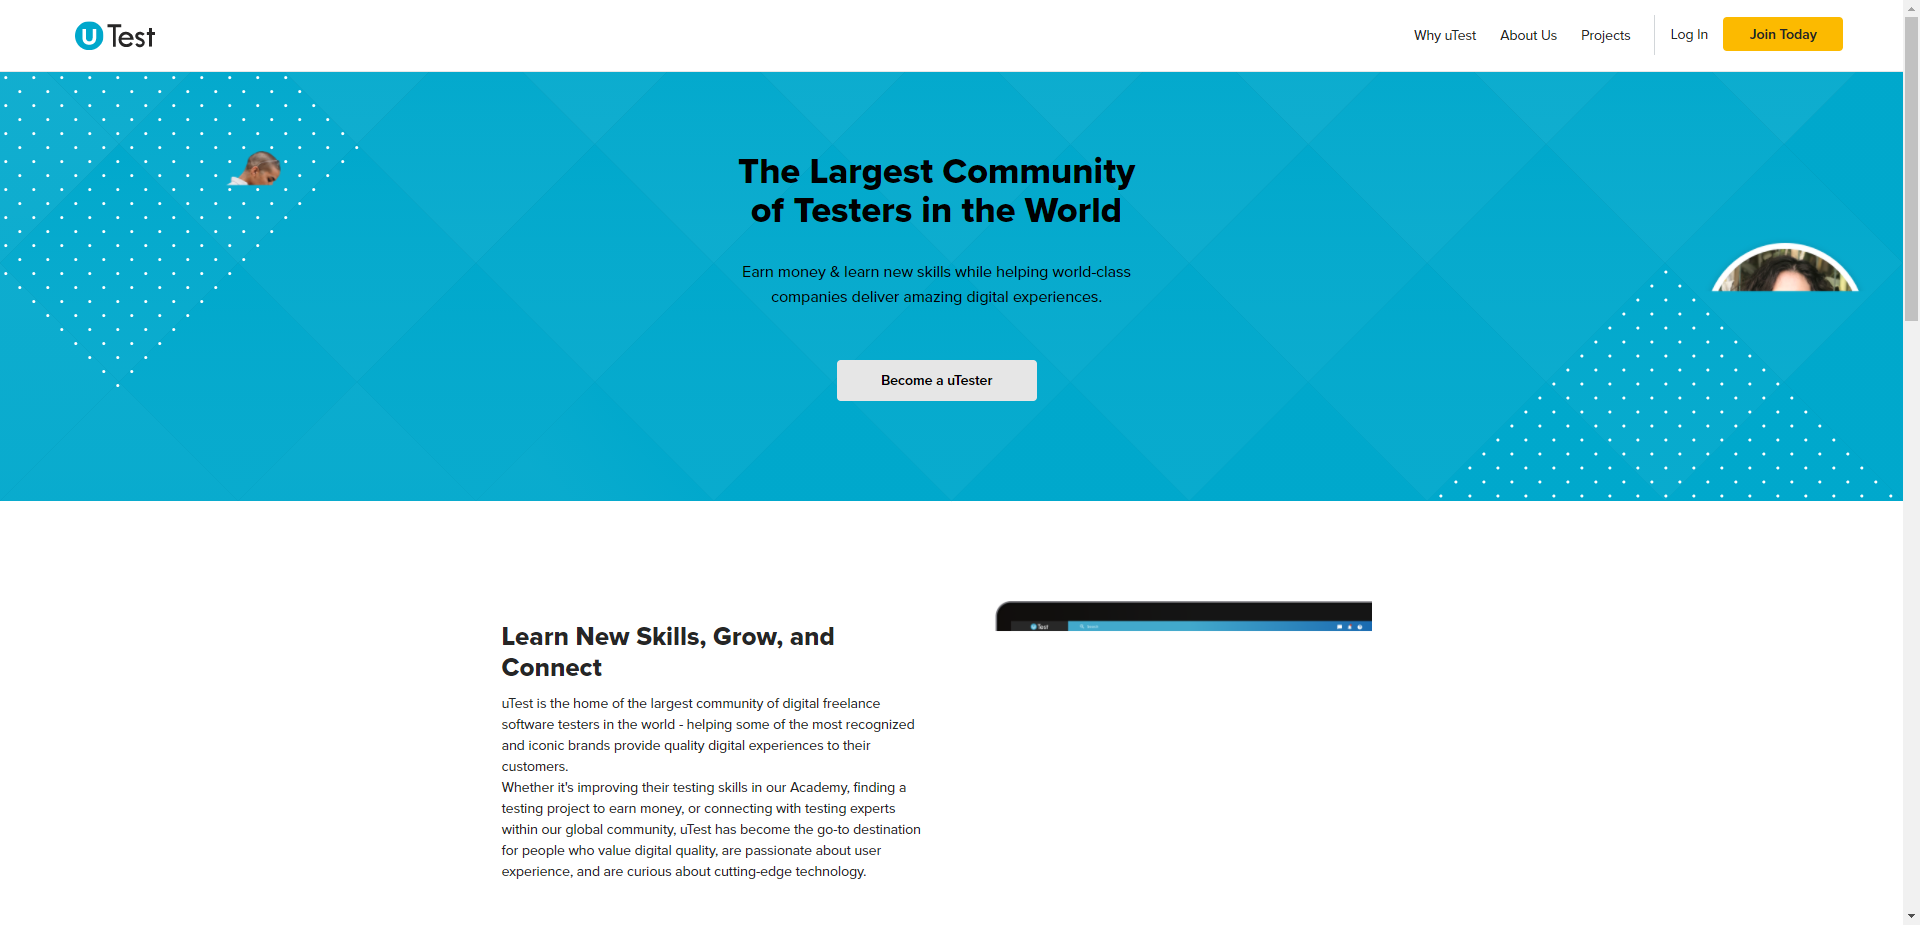 uTest
Why uTest
About Us
Projects
Log In
Join Today
The Largest Community
of Testers in the World
Earn money & learn new skills while helping world-class
companies deliver amazing digital experiences.
Become a uTester
Learn New Skills, Grow, and
Connect
uTest is the home of the largest community of digital freelance
software testers in the world - helping some of the most recognized
and iconic brands provide quality digital experiences to their
customers.
Whether it's improving their testing skills in our Academy, finding a
testing project to earn money, or connecting with testing experts
within our global community, uTest has become the go-to destination
for people who value digital quality, are passionate about user
experience, and are curious about cutting-edge technology.
uTest